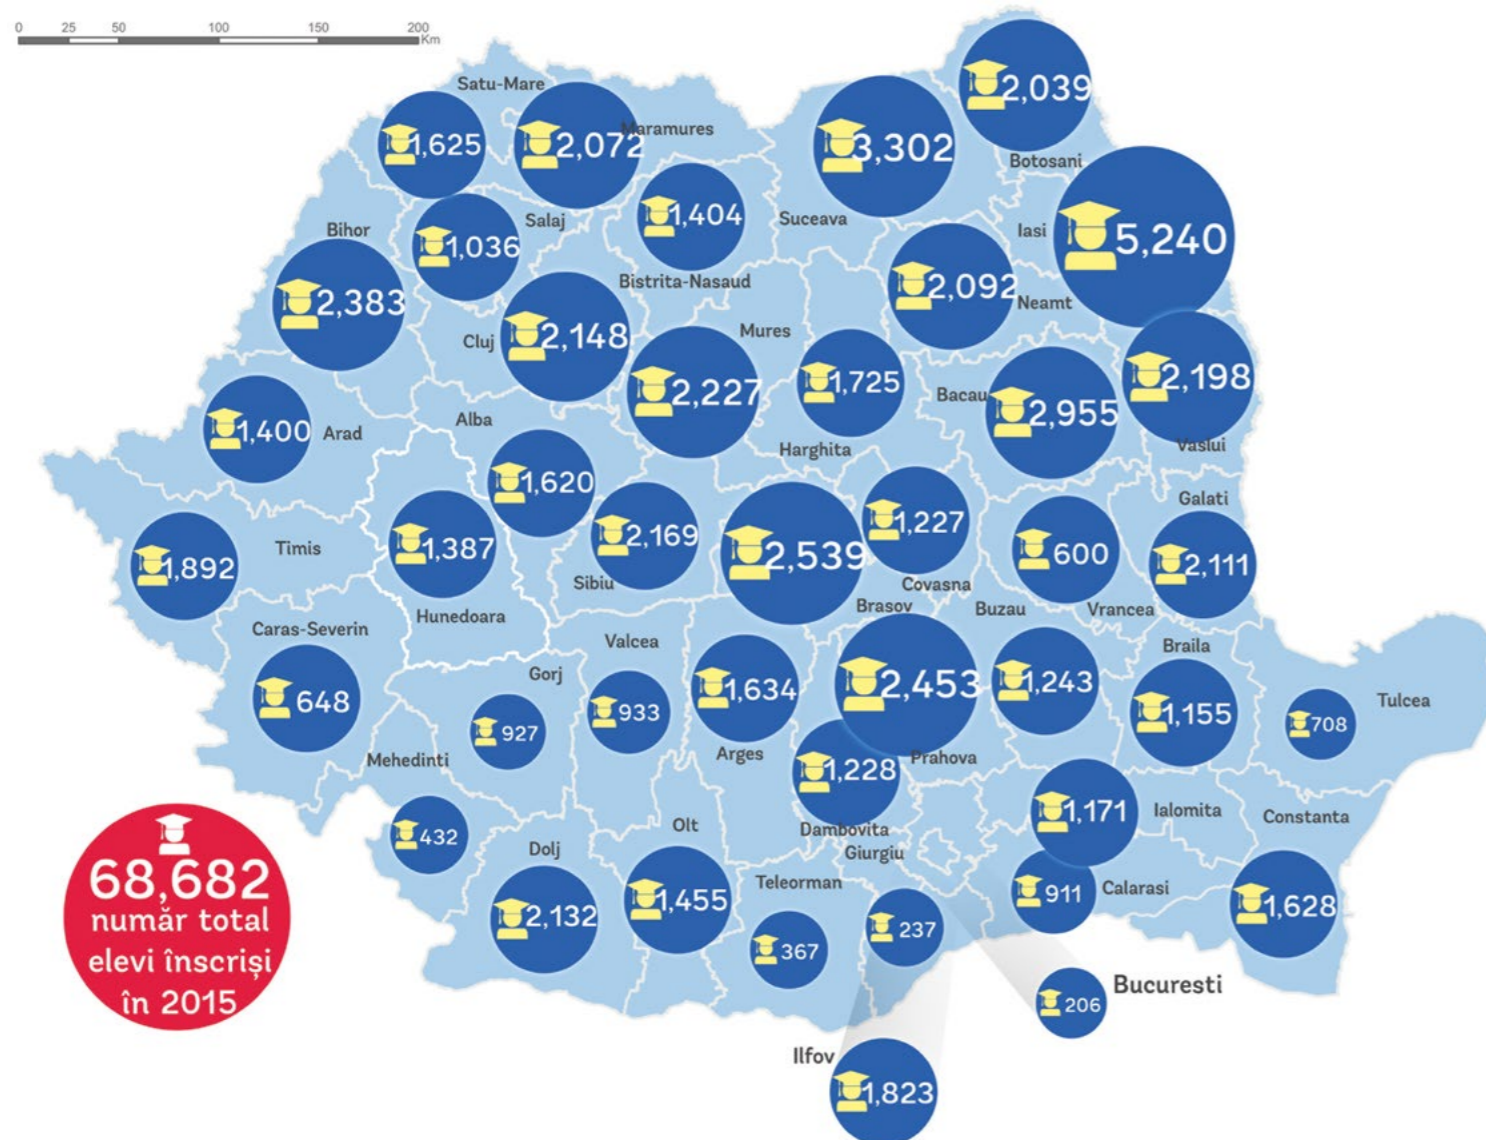 0 25 50 100 150 200
Km
Satu-Mare
1,625
2,072
Maramures
3,302
Suceava
2,039
Botosani
1,036
Salaj
1,404
Bistrita-Nasaud
Iasi
5,240
Bihor
2,383
Cluj
2,148
2,092
Neamt
Mures
2,227
1,725
Harghita
Bacau
2,955
2,198
Vaslui
1,400
Arad
Alba
1,620
1,387
Hunedoara
2,169
Sibiu
2,539
Brasov
1,227
Covasna
600
Vrancea
Galati
2,111
1,892
Timis
Caras-Severin
648
Gorj
927
Valcea
933
1,634
Arges
2,453
Prahova
Buzau
1,243
Braila
1,155
708
Tulcea
Mehedinti
432
1,228
Dambovita
1,171
Ialomita
Constanta
1,628
Dolj
2,132
Olt
1,455
Teleorman
367
Giurgiu
237
911
Calarasi
206
Bucuresti
Ilfov
1,823
68,682
număr total
elevi înscriși
în 2015